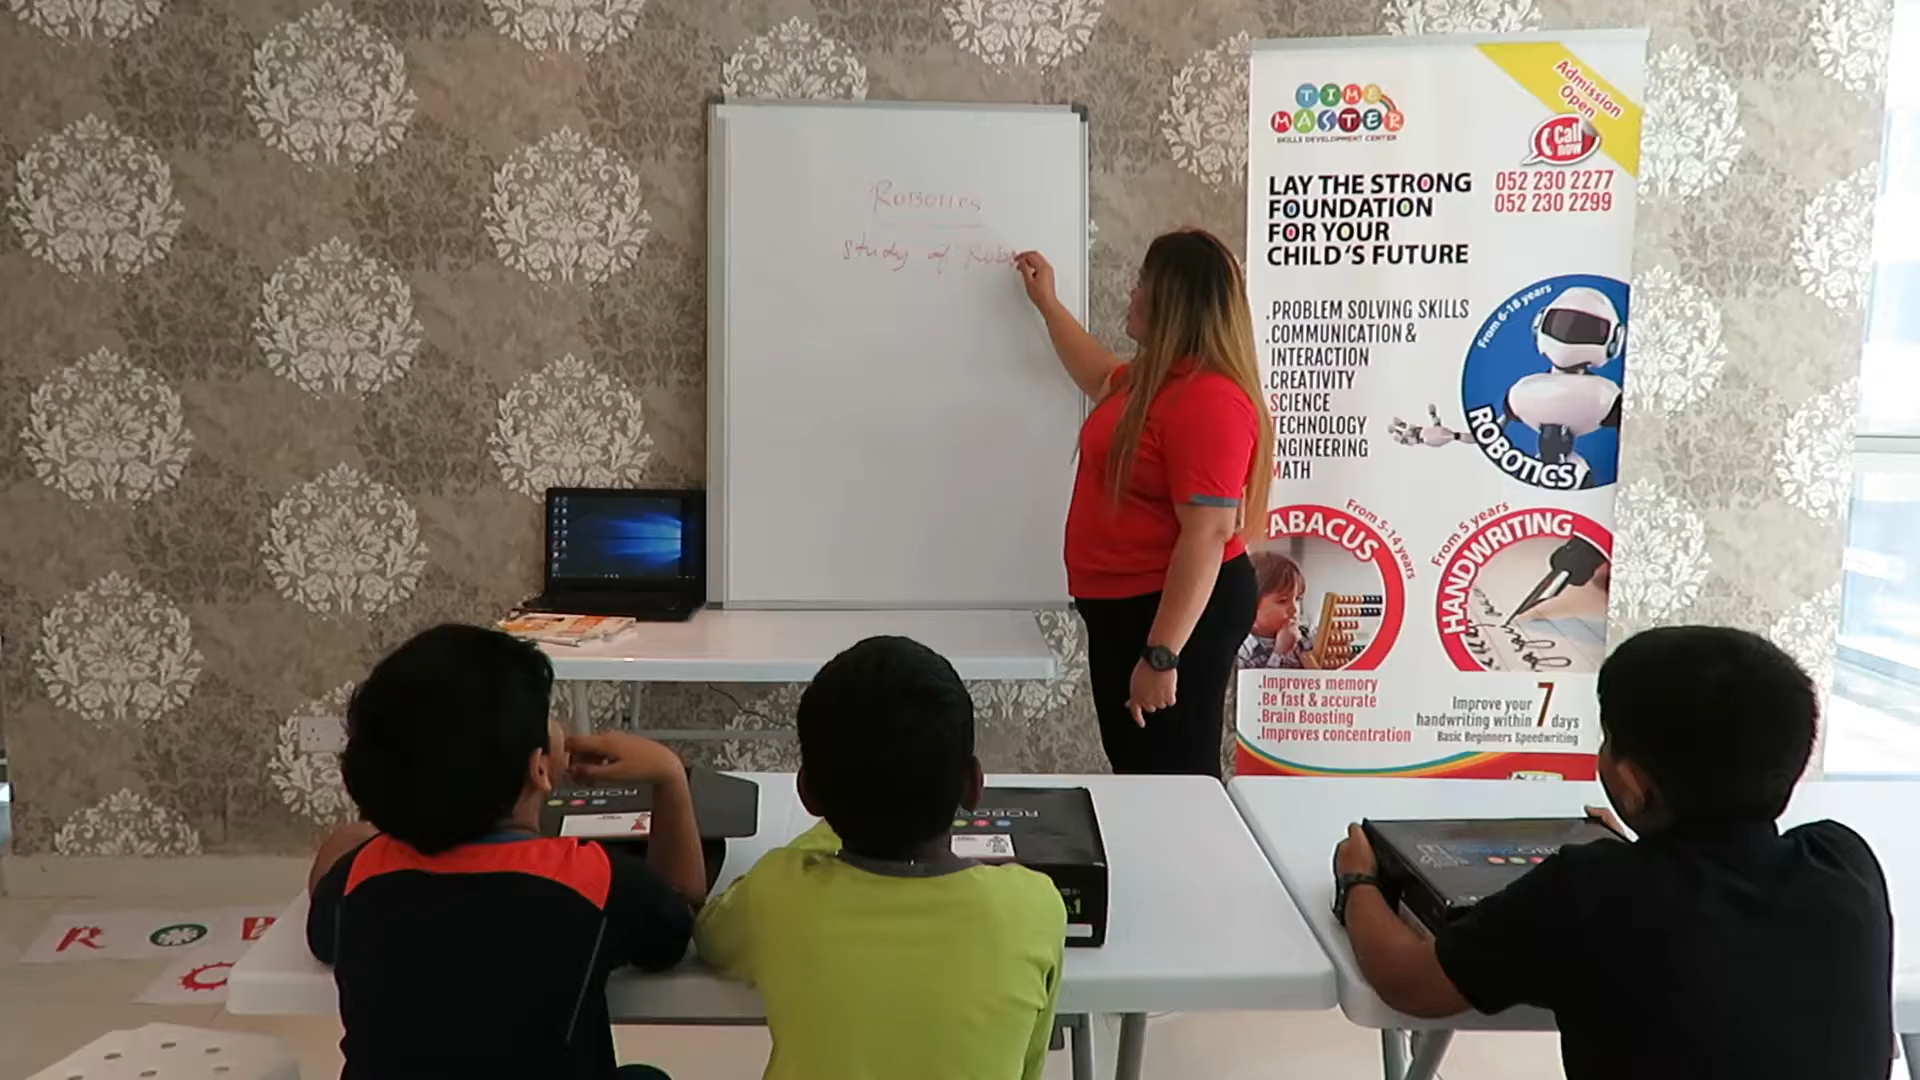 ROBOTICS
study of Robo
Admission
Open
TIME
MASTER
SKILLS DEVELOPMENT CENTER
Call
now
052 230 2277
052 230 2299
LAY THE STRONG
FOUNDATION
FOR YOUR
CHILD'S FUTURE
.PROBLEM SOLVING SKILLS
.COMMUNICATION &
INTERACTION
.CREATIVITY
SCIENCE
TECHNOLOGY
ENGINEERING
MATH
From 6-18 years
ROBOTICS
ABACUS
From 5-14 years
From 5 years
HANDWRITING
.Improves memory
.Be fast & accurate
.Brain Boosting
.Improves concentration
Improve your 7
handwriting within days
Basic Beginners Speedwriting
R